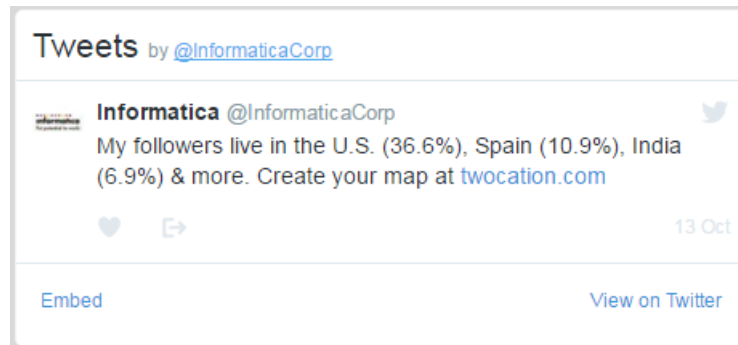 Tweets by @InformaticaCorp
Informatica @InformaticaCorp
My followers live in the U.S. (36.6%), Spain (10.9%), India
(6.9%) & more. Create your map at twocation.com
13 Oct
Embed
View on Twitter